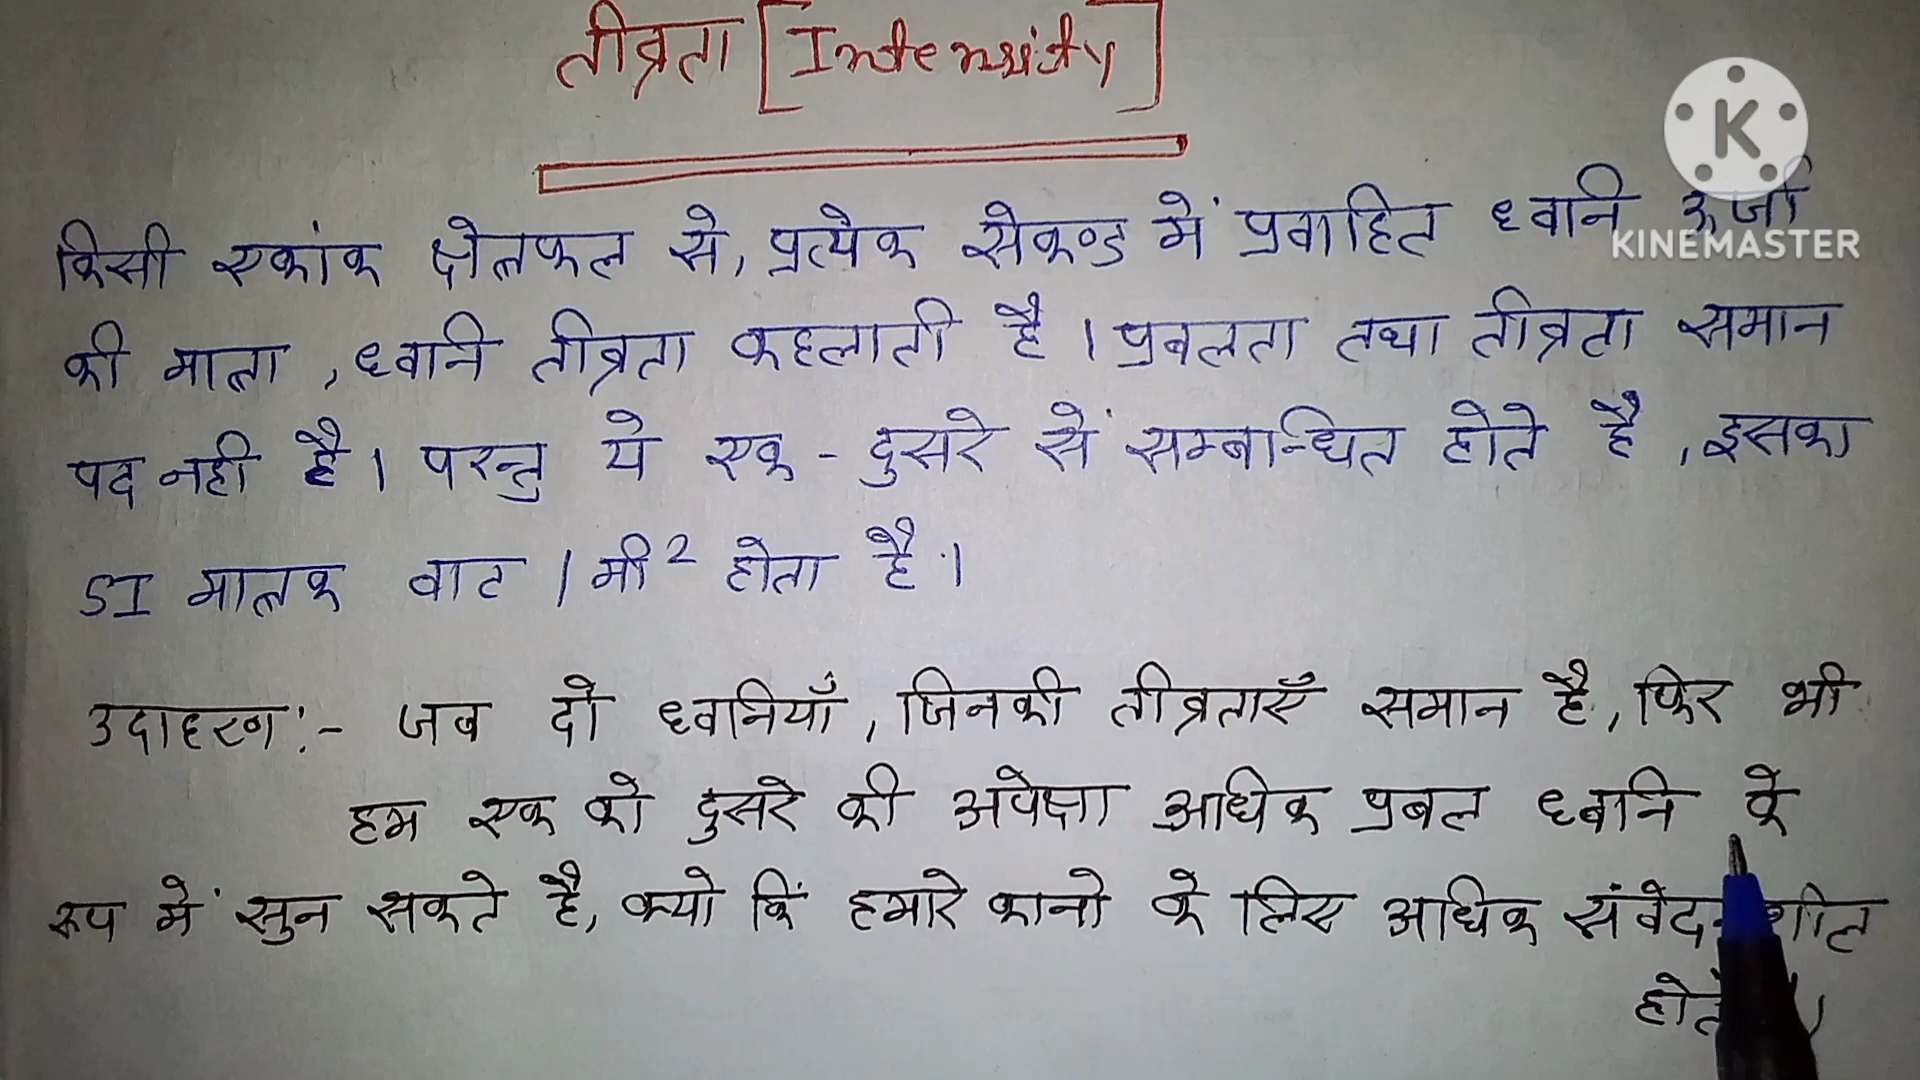 तीव्रता [Intensity]
K
KINEMASTER
किसी एकांक क्षेत्रफल से, प्रत्येक सेकण्ड में प्रवाहित ध्वनि ऊर्जा
की मात्रा, ध्वनि तीव्रता कहलाती है । प्रबलता तथा तीव्रता समान
पद नही है । परन्तु ये एक - दुसरे से सम्बन्धित होते है , इसका
SI मात्रक वाट / मी² होता है ।
उदाहरण :- जब दो ध्वनियाँ, जिनकी तीव्रताएँ समान है, फिर भी
हम एक को दुसरे की अपेक्षा अधिक प्रबल ध्वनि के
रूप में सुन सकते है, क्यो कि हमारे कानो के लिए अधिक संवेदनशील